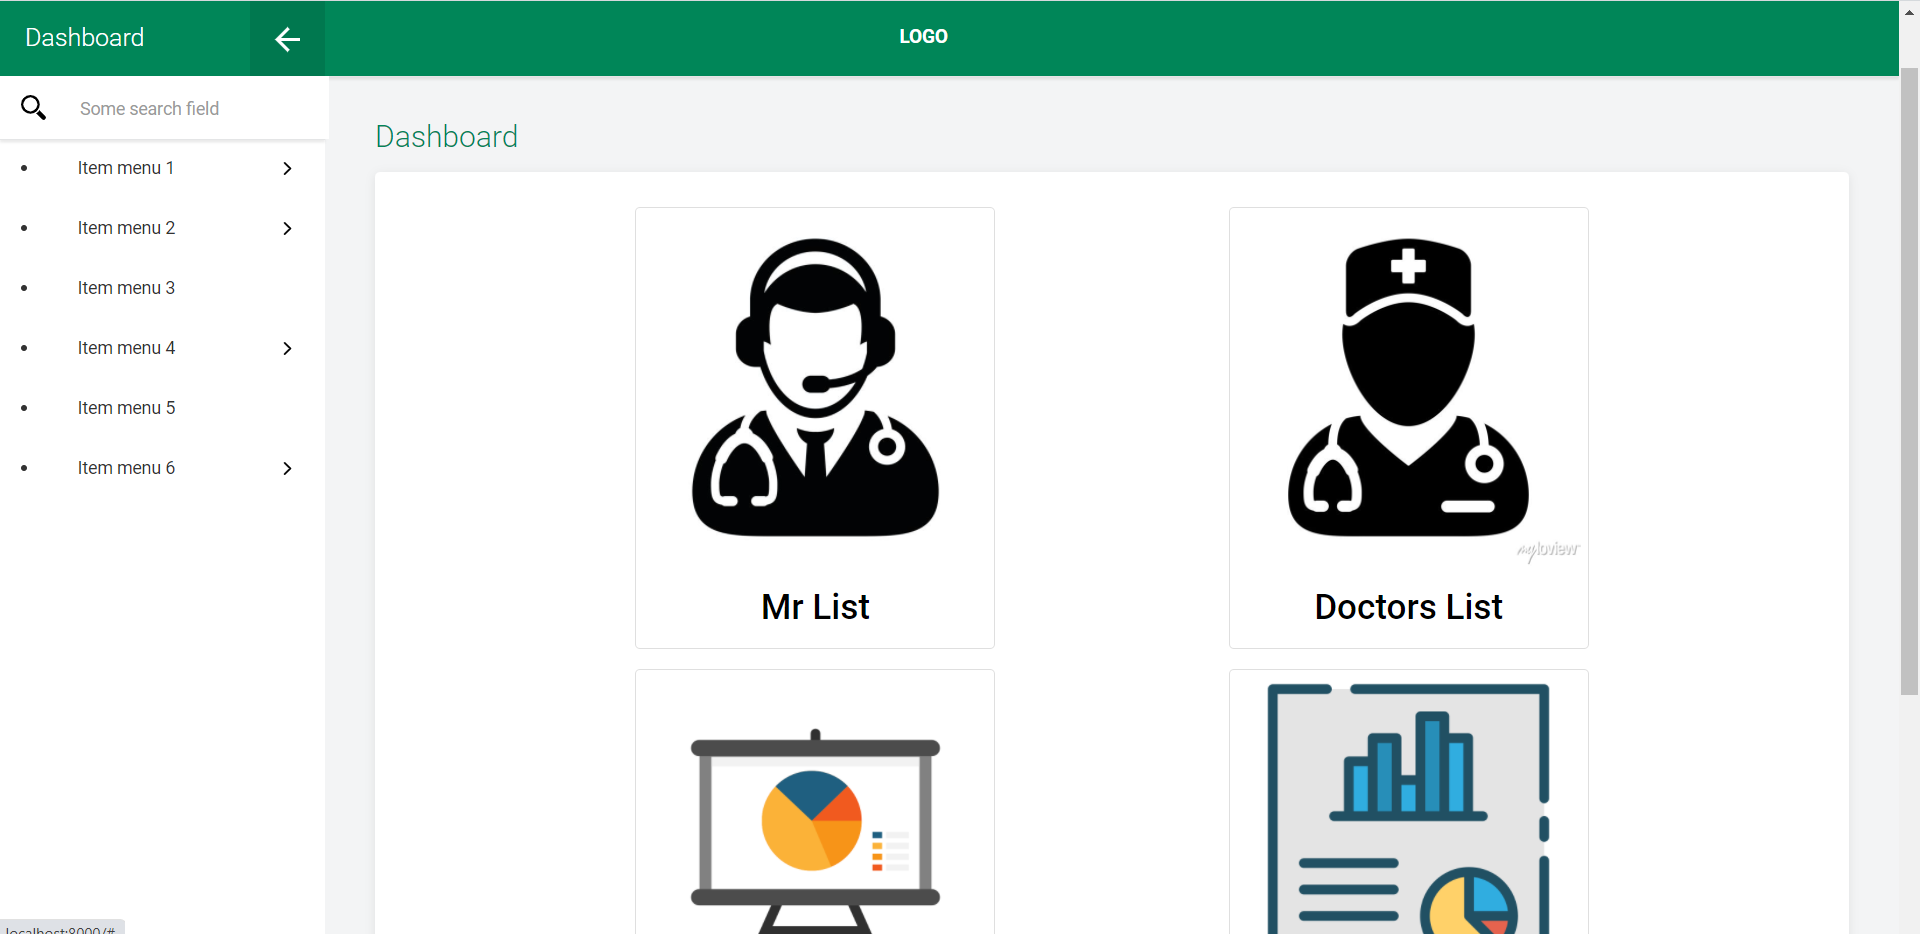 Dashboard
LOGO
Some search field
Dashboard
Item menu 1
Item menu 2
Item menu 3
Item menu 4
Item menu 5
Item menu 6
myloview
Mr List
Doctors List
localhost:8000/#